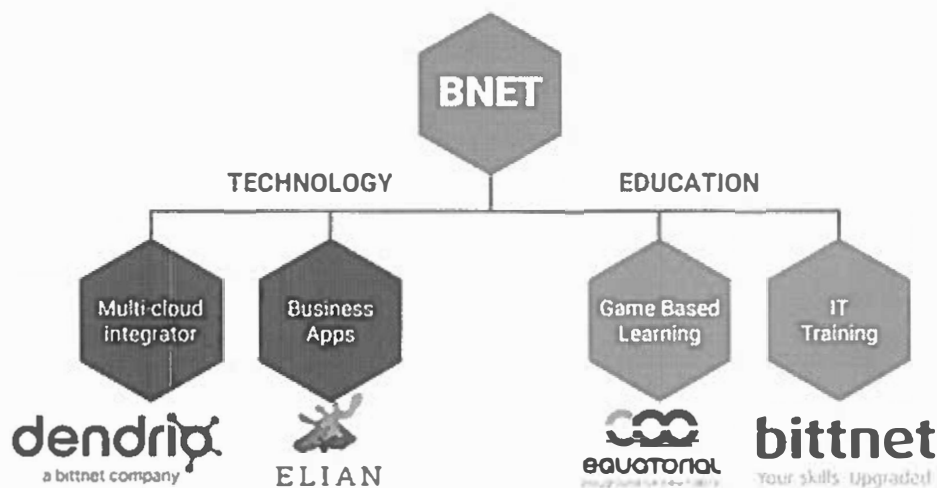 BNET
TECHNOLOGY
EDUCATION
Multi-cloud
integrator
Business
Apps
Game Based
Learning
IT
Training
dendrio
a bittnet company
ELIAN
equatorial
bittnet
Your skills. Upgraded